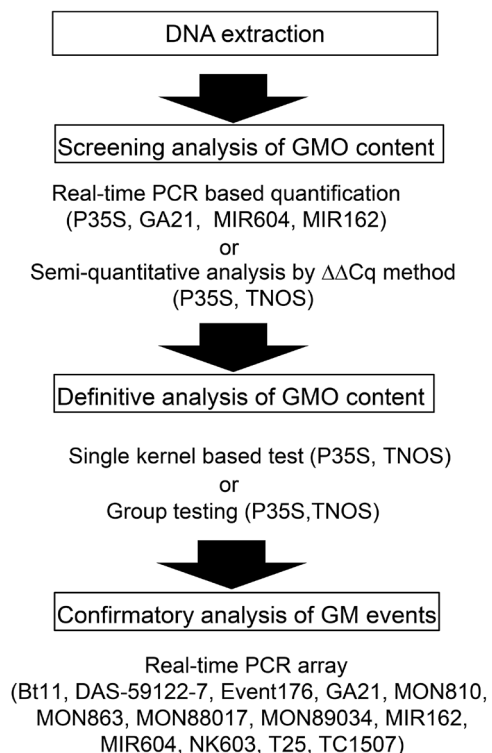 DNA extraction
Screening analysis of GMO content
Real-time PCR based quantification
(P35S, GA21, MIR604, MIR162)
or
Semi-quantitative analysis by ΔΔCq method
(P35S, TNOS)
Definitive analysis of GMO content
Single kernel based test (P35S, TNOS)
or
Group testing (P35S,TNOS)
Confirmatory analysis of GM events
Real-time PCR array
(Bt11, DAS-59122-7, Event176, GA21, MON810,
MON863, MON88017, MON89034, MIR162,
MIR604, NK603, T25, TC1507)